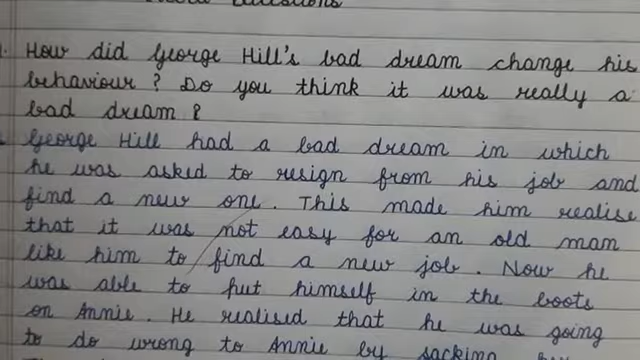 Questions
1. How did George Hill's bad dream change his
behaviour? Do you think it was really a
bad dream?
George Hill had a bad dream in which
he was asked to resign from his job and
find a new one. This made him realise
that it was not easy for an old man
like him to find a new job. Now he
was able to put himself in the boots
on Annie. He realised that he was going
to do wrong to Annie by sacking her